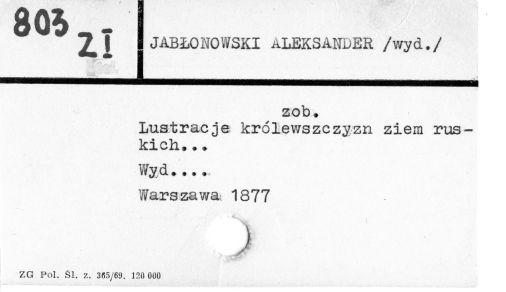 803
Z I
JABŁONOWSKI ALEKSANDER /wyd./
zob.
Lustracje królewszczyzn ziem rus-
kich...
Wyd....
Warszawa 1877
ZG Pol. Śl. z. 365/69. 120 000